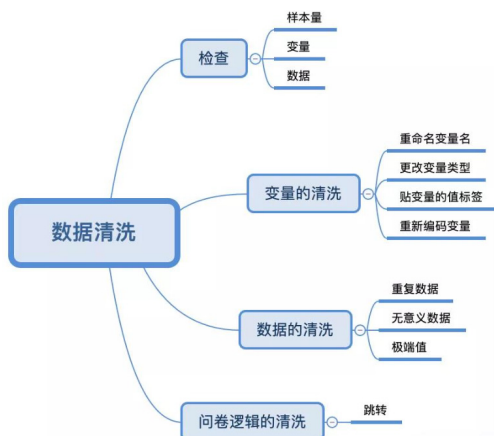 数据清洗
检查
样本量
变量
数据
变量的清洗
重命名变量名
更改变量类型
贴变量的值标签
重新编码变量
数据的清洗
重复数据
无意义数据
极端值
问卷逻辑的清洗
跳转